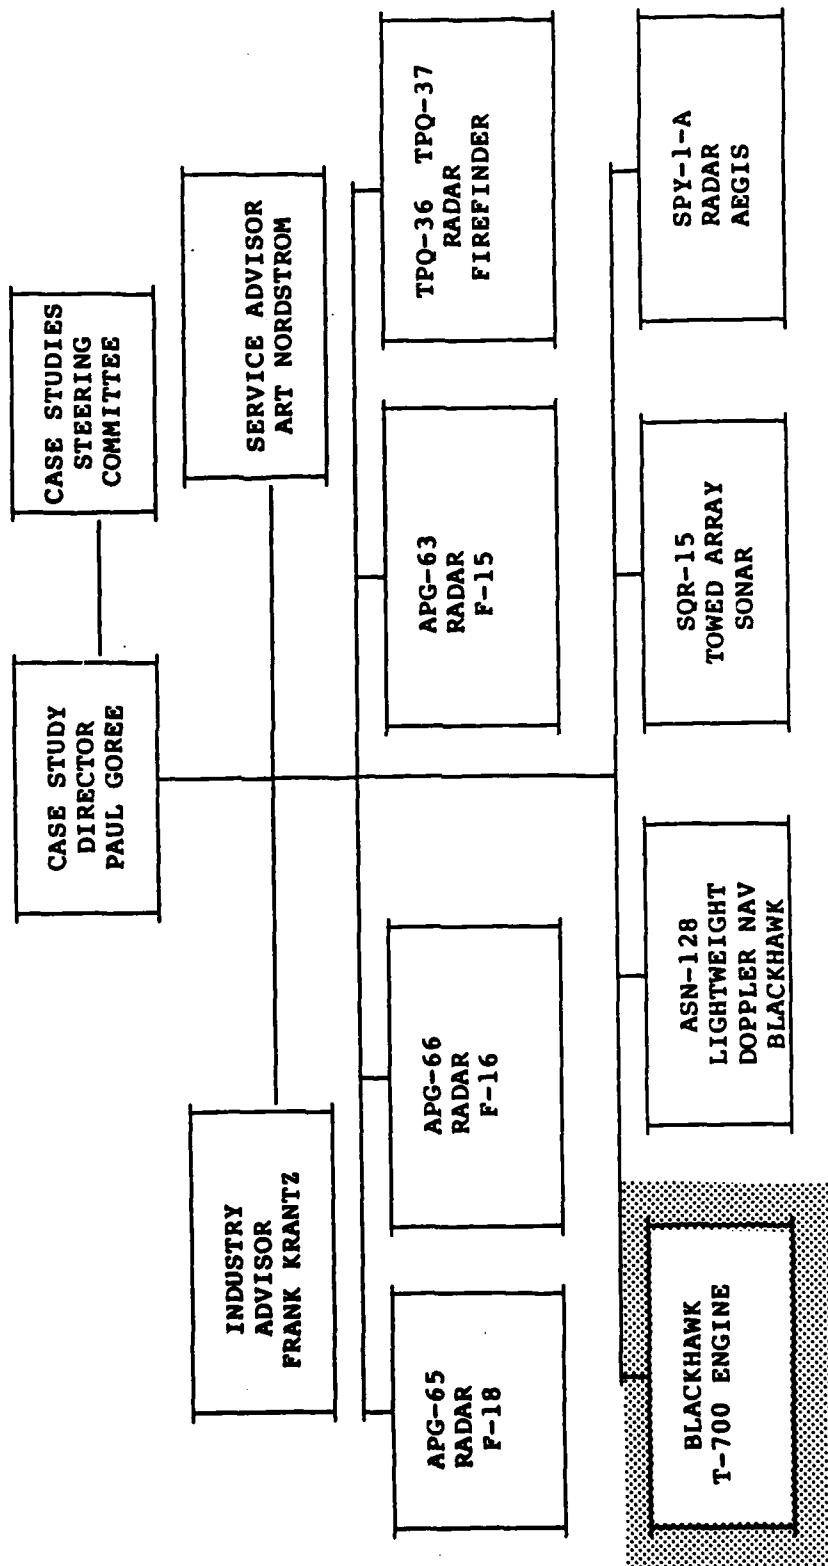 CASE STUDY
DIRECTOR
PAUL GOREE
CASE STUDIES
STEERING
COMMITTEE
INDUSTRY
ADVISOR
FRANK KRANTZ
SERVICE ADVISOR
ART NORDSTROM
APG-65
RADAR
F-18
APG-66
RADAR
F-16
APG-63
RADAR
F-15
TPQ-36 TPQ-37
RADAR
FIREFINDER
BLACKHAWK
T-700 ENGINE
ASN-128
LIGHTWEIGHT
DOPPLER NAV
BLACKHAWK
SQR-15
TOWED ARRAY
SONAR
SPY-1-A
RADAR
AEGIS